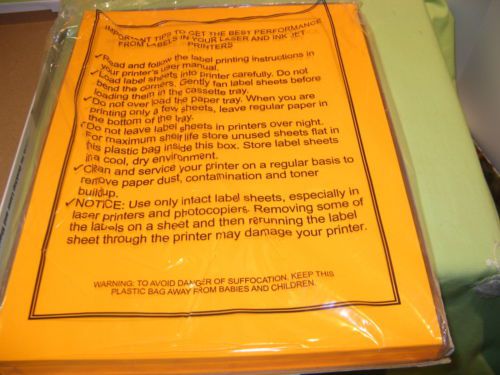 IMPORTANT TIPS TO GET THE BEST PERFORMANCE
FROM LABELS IN YOUR LASER AND INK JET
PRINTERS
✓Read and follow the label printing instructions in
your printer's user manual.
✓Load label sheets into printer carefully. Do not
bend the corners. Gently fan label sheets before
loading them in the cassette tray.
✓Do not over load the paper tray. When you are
printing only a few sheets, leave regular paper in
the bottom of the tray.
✓Do not leave label sheets in printers over night.
For maximum shelf life store unused sheets flat in
this plastic bag inside this box. Store label sheets
in a cool, dry environment.
✓Clean and service your printer on a regular basis to
remove paper dust, contamination and toner
buildup.
✓NOTICE: Use only intact label sheets, especially in
laser printers and photocopiers. Removing some of
the labels on a sheet and then rerunning the label
sheet through the printer may damage your printer.
WARNING: TO AVOID DANGER OF SUFFOCATION, KEEP THIS
PLASTIC BAG AWAY FROM BABIES AND CHILDREN.